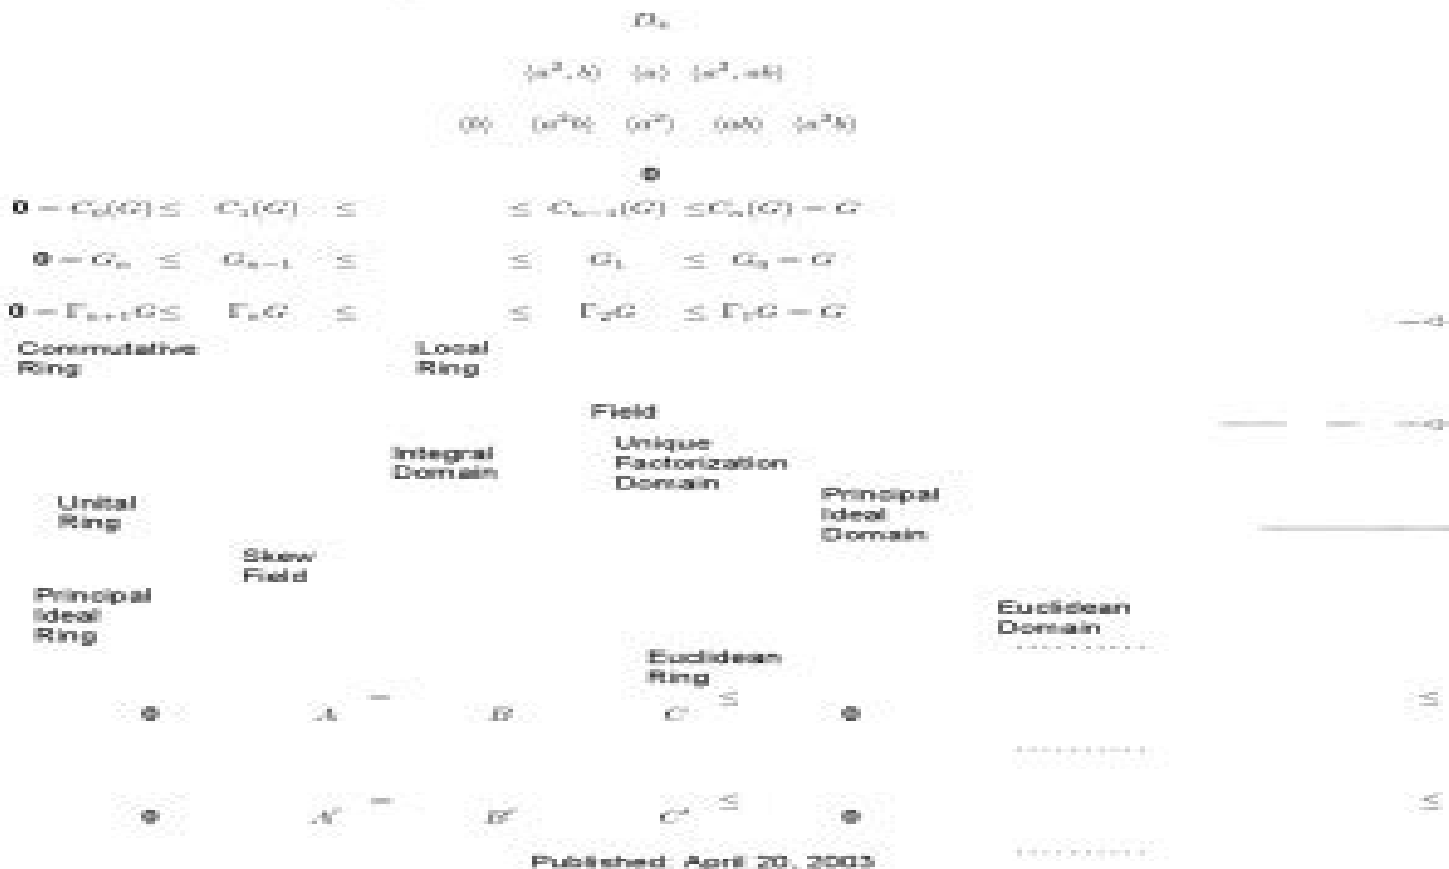 ⟨a², b⟩ ⟨a⟩ ⟨a², ab⟩
⟨b⟩ ⟨a²b⟩ ⟨a²⟩ ⟨ab⟩ ⟨a³b⟩
0
0 = C₀(G) ≤ C₁(G) ≤ ≤ Cₙ₋₁(G) ≤ Cₙ(G) = G
0 = Gₙ ≤ Gₙ₋₁ ≤ ≤ G₁ ≤ G₀ = G
0 = Γₙ₊₁G ≤ ΓₙG ≤ ≤ Γ₂G ≤ Γ₁G = G
Commutative
Ring
Local
Ring
Field
Integral
Domain
Unique
Factorization
Domain
Unital
Ring
Principal
Ideal
Domain
Skew
Field
Principal
Ideal
Ring
Euclidean
Domain
Euclidean
Ring
≤ ≤
0 A B C 0
≤ ≤
0 A′ B′ C′ 0
Published: April 20, 2003